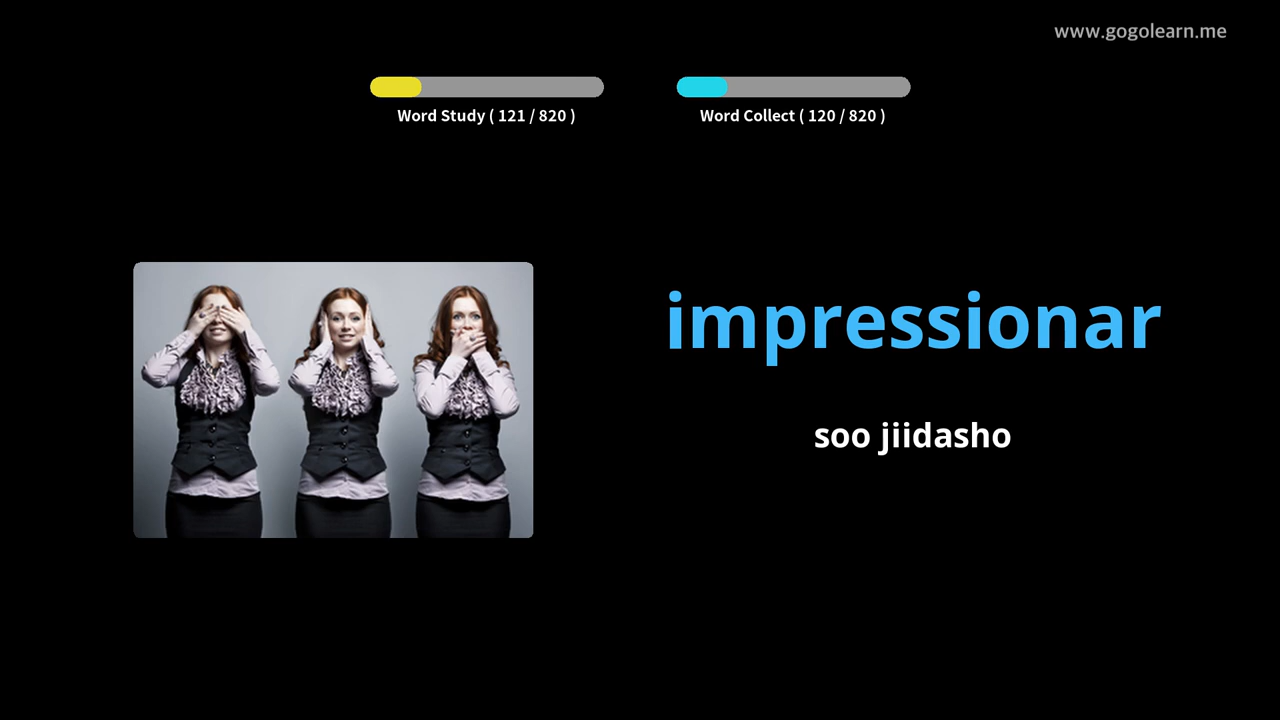 www.gogolearn.me
Word Study ( 121 / 820 )
Word Collect ( 120 / 820 )
impressionar
soo jiidasho